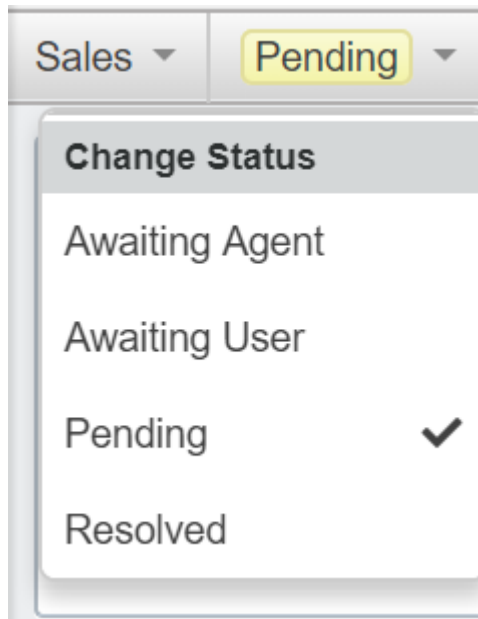 Sales Pending
Change Status
Awaiting Agent
Awaiting User
Pending
Resolved